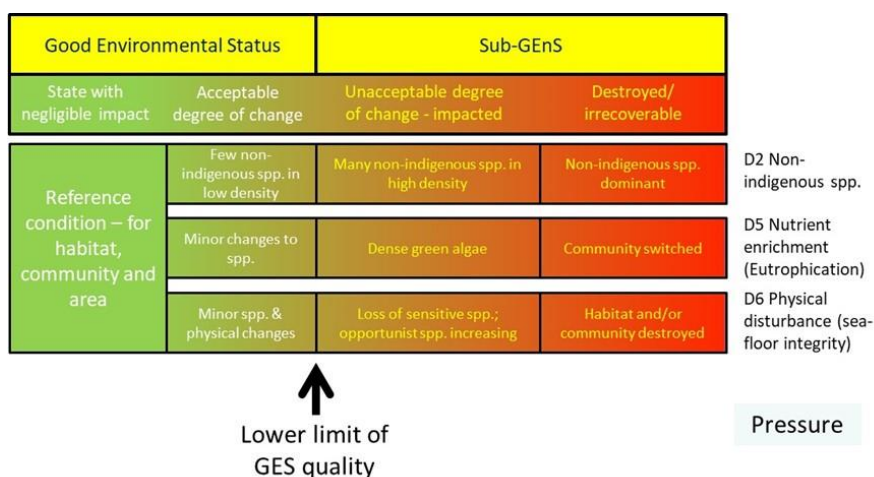 Good Environmental Status
Sub-GEnS
State with
negligible impact
Acceptable
degree of change
Unacceptable degree
of change - impacted
Destroyed/
irrecoverable
Reference
condition – for
habitat,
community and
area
Few non-
indigenous spp. in
low density
Many non-indigenous spp. in
high density
Non-indigenous spp.
dominant
D2 Non-
indigenous spp.
Minor changes to
spp.
Dense green algae
Community switched
D5 Nutrient
enrichment
(Eutrophication)
Minor spp. &
physical changes
Loss of sensitive spp.;
opportunist spp. increasing
Habitat and/or
community destroyed
D6 Physical
disturbance (sea-
floor integrity)
Lower limit of
GES quality
Pressure